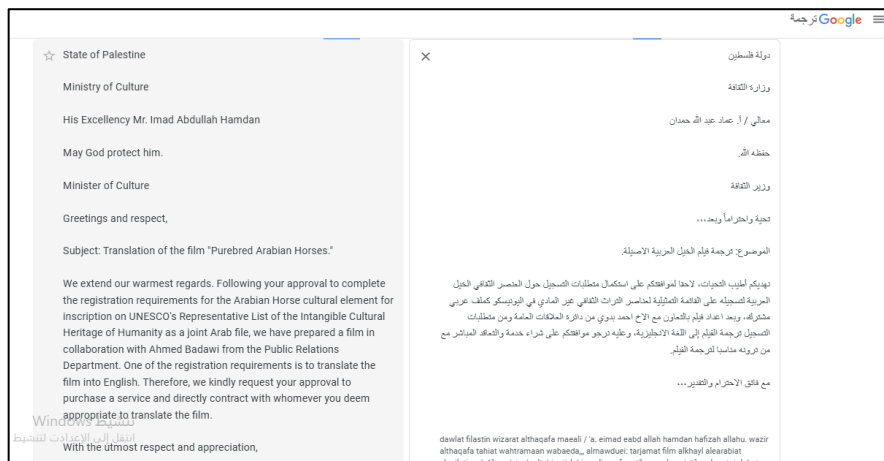 ترجمة Google
State of Palestine
Ministry of Culture
His Excellency Mr. Imad Abdullah Hamdan
May God protect him.
Minister of Culture
Greetings and respect,
Subject: Translation of the film "Purebred Arabian Horses."
We extend our warmest regards. Following your approval to complete
the registration requirements for the Arabian Horse cultural element for
inscription on UNESCO's Representative List of the Intangible Cultural
Heritage of Humanity as a joint Arab file, we have prepared a film in
collaboration with Ahmed Badawi from the Public Relations
Department. One of the registration requirements is to translate the
film into English. Therefore, we kindly request your approval to
purchase a service and directly contract with whomever you deem
appropriate to translate the film.
With the utmost respect and appreciation,
دولة فلسطين
وزارة الثقافة
معالي / أ. عماد عبد الله حمدان
حفظه الله.
وزير الثقافة
تحية واحتراماً وبعد،،،
الموضوع: ترجمة فيلم الخيل العربية الاصيلة.
تهديكم أطيب التحيات، لاحقا لموافقتكم على استكمال متطلبات التسجيل حول العنصر الثقافي الخيل
العربية لتسجيله على القائمة التمثيلية لعناصر التراث الثقافي غير المادي في اليونيسكو كملف عربي
مشترك، وبعد اعداد فيلم بالتعاون مع الاخ احمد بدوي من دائرة العلاقات العامة ومن متطلبات
التسجيل ترجمة الفيلم إلى اللغة الانجليزية، وعليه نرجو موافقتكم على شراء خدمة والتعاقد المباشر مع
من ترونه مناسبا لترجمة الفيلم.
مع فائق الاحترام والتقدير،،،
dawlat filastin wizarat althaqafa maeali / 'a. eimad eabd allah hamdan hafizah allahu. wazir
althaqafa tahiat wahtiramaan wabaeda,,, almawduei: tarjamat film alkhayl alearabiat
تنشيط Windows
انتقل إلى الإعدادات لتنشيط